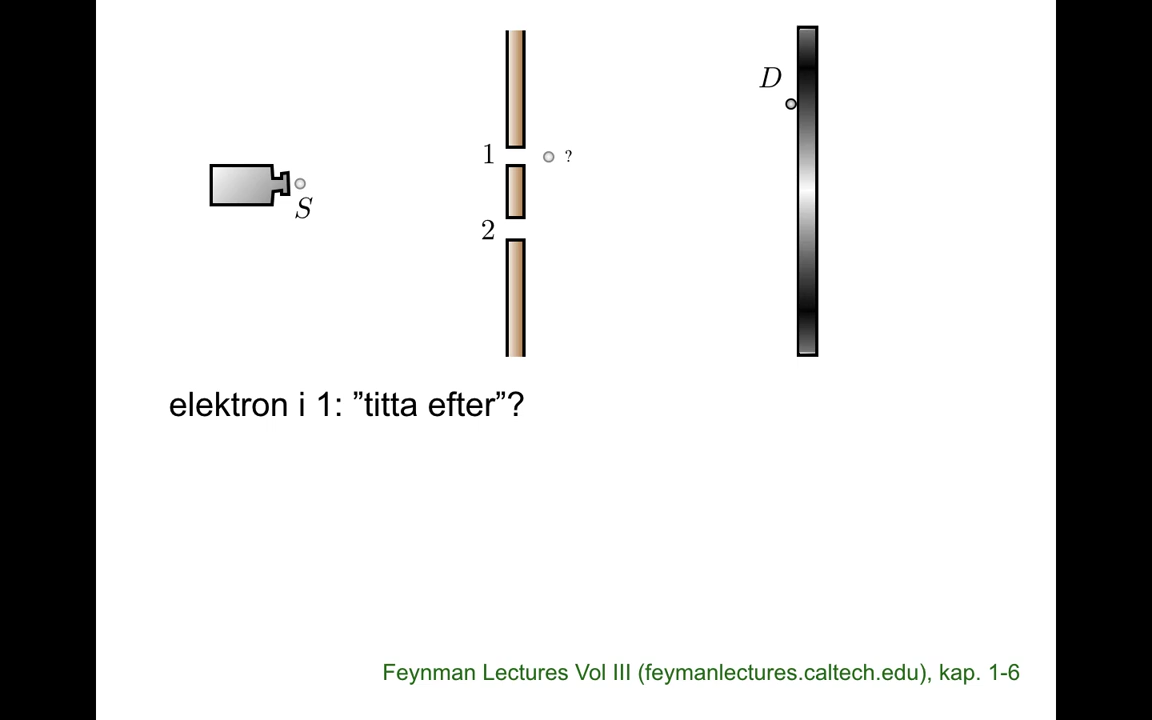 D
1
?
S
2
elektron i 1: ”titta efter”?
Feynman Lectures Vol III (feymanlectures.caltech.edu), kap. 1-6